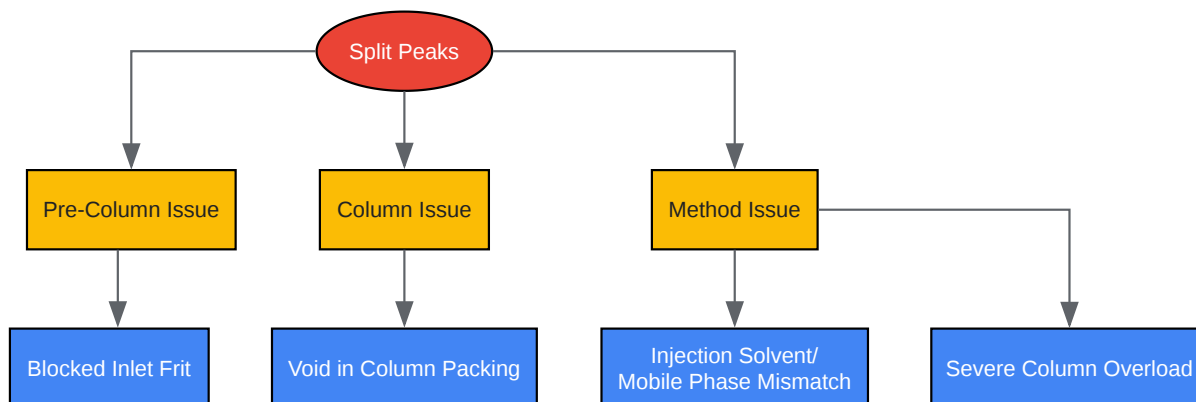 Split Peaks
Pre-Column Issue
Column Issue
Method Issue
Blocked Inlet Frit
Void in Column Packing
Injection Solvent/
Mobile Phase Mismatch
Severe Column Overload